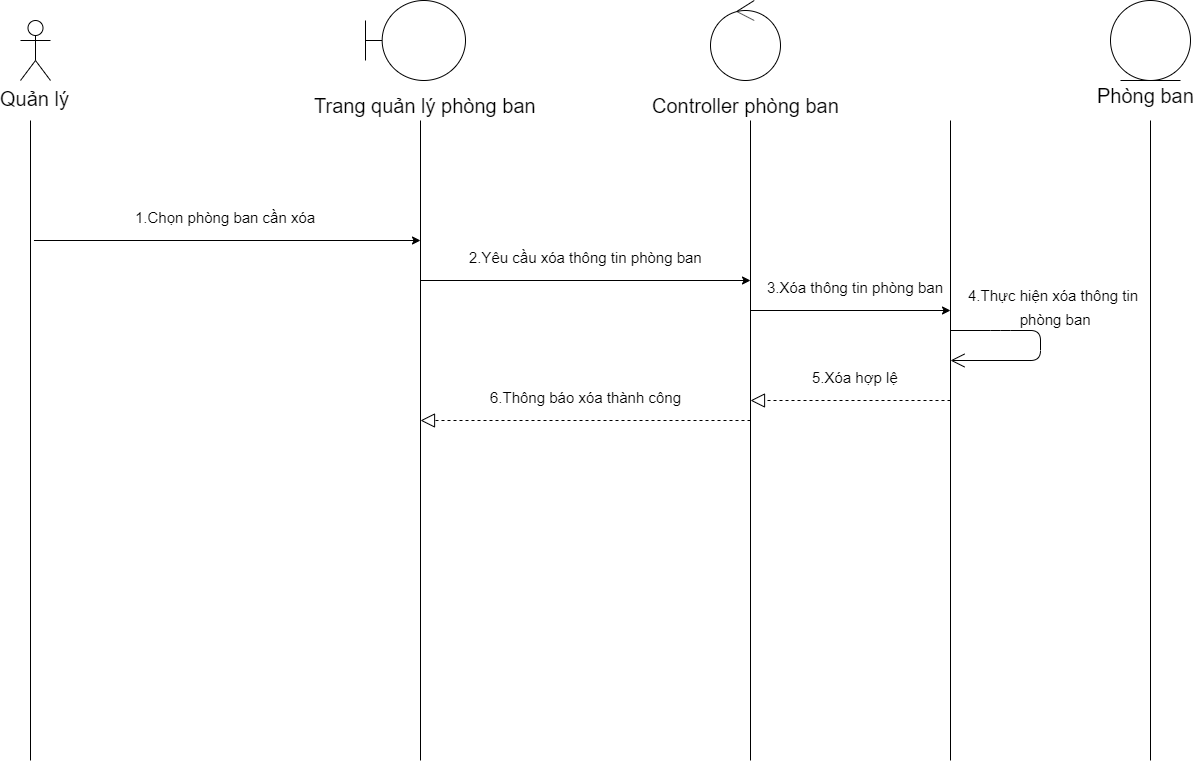 Quản lý
Trang quản lý phòng ban
Controller phòng ban
Phòng ban
1.Chọn phòng ban cần xóa
2.Yêu cầu xóa thông tin phòng ban
3.Xóa thông tin phòng ban
4.Thực hiện xóa thông tin
phòng ban
5.Xóa hợp lệ
6.Thông báo xóa thành công